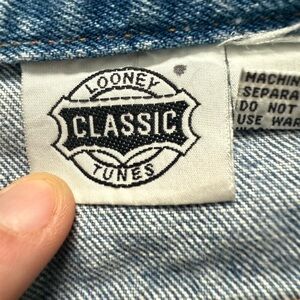 LOONEY
CLASSIC
TUNES
MACHIN
SEPARA
DO NOT
USE WAR